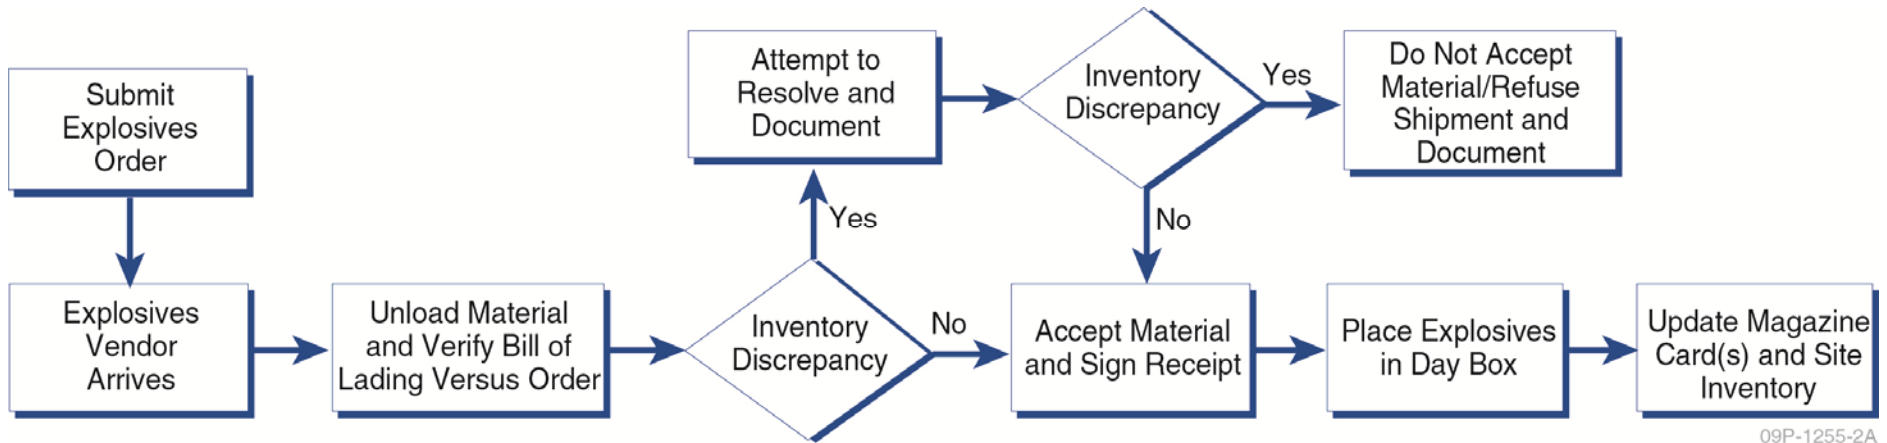 Submit
Explosives
Order
Explosives
Vendor
Arrives
Unload Material
and Verify Bill of
Lading Versus Order
Inventory
Discrepancy
Yes
No
Attempt to
Resolve and
Document
Inventory
Discrepancy
Yes
No
Do Not Accept
Material/Refuse
Shipment and
Document
Accept Material
and Sign Receipt
Place Explosives
in Day Box
Update Magazine
Card(s) and Site
Inventory
09P-1255-2A